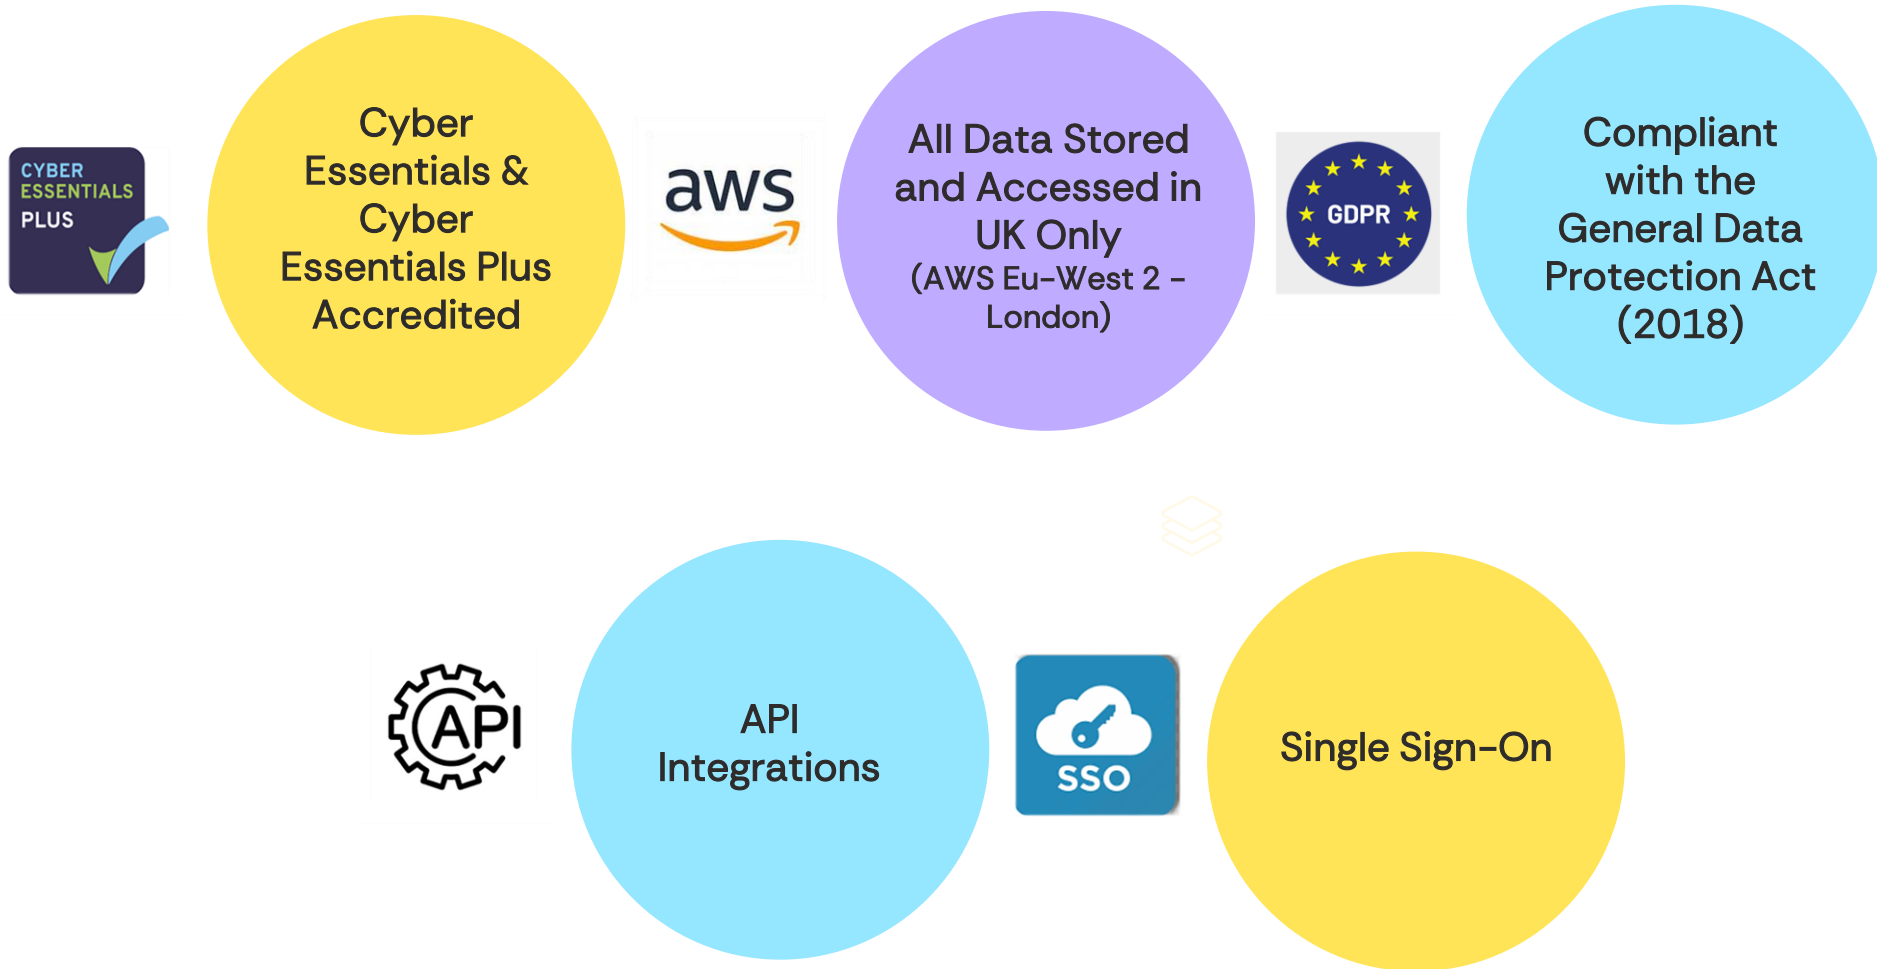 CYBER
ESSENTIALS
PLUS
Cyber
Essentials &
Cyber
Essentials Plus
Accredited
aws
All Data Stored
and Accessed in
UK Only
(AWS Eu-West 2 -
London)
GDPR
Compliant
with the
General Data
Protection Act
(2018)
API
API
Integrations
SSO
Single Sign-On